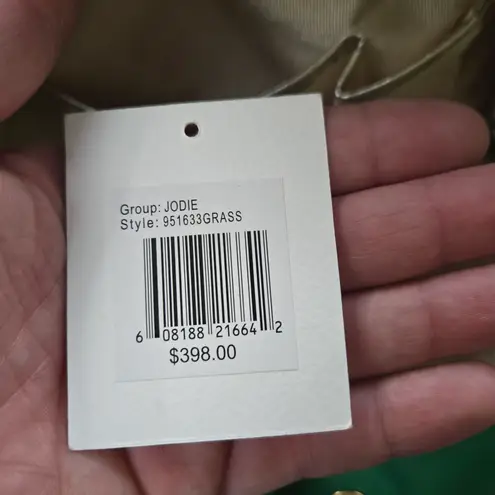 Group: JODIE
Style: 951633GRASS
6 08188 21664 2
$398.00